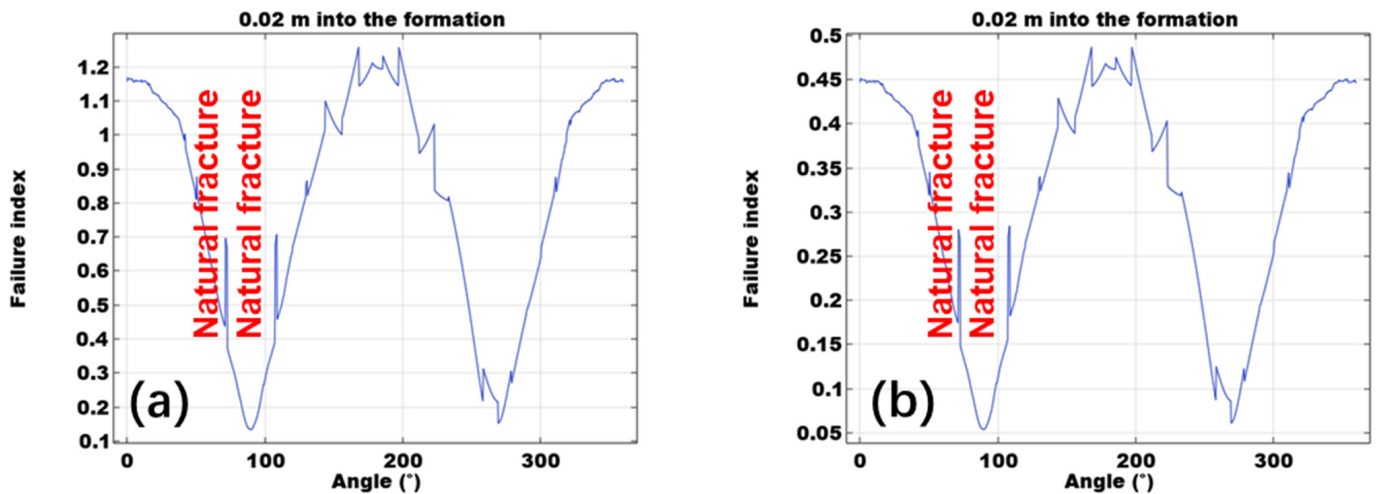 0.02 m into the formation
Failure index
1.2
1.1
1
0.9
0.8
0.7
0.6
0.5
0.4
0.3
0.2
0.1
Natural fracture
Natural fracture
(a)
0
100
200
300
Angle (°)
0.02 m into the formation
Failure index
0.5
0.45
0.4
0.35
0.3
0.25
0.2
0.15
0.1
0.05
Natural fracture
Natural fracture
(b)
0
100
200
300
Angle (°)